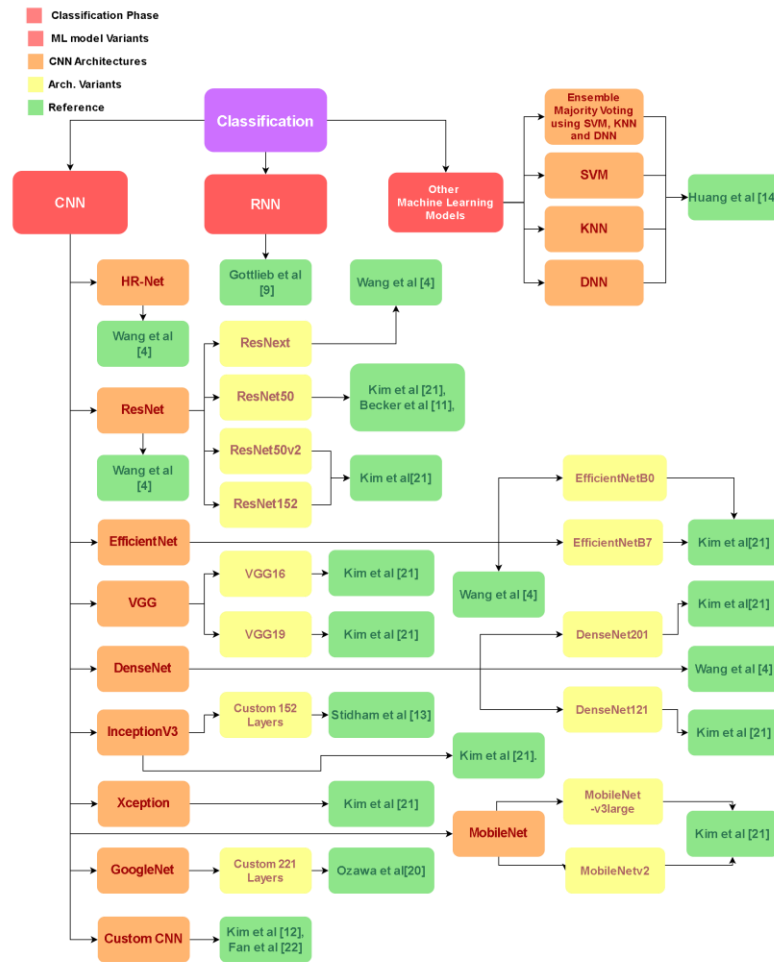 Classification Phase
ML model Variants
CNN Architectures
Arch. Variants
Reference
Classification
CNN
RNN
Other
Machine Learning
Models
Ensemble
Majority Voting
using SVM, KNN
and DNN
SVM
KNN
DNN
Huang et al [14
HR-Net
Wang et al
[4]
Gottlieb et al
[9]
Wang et al [4]
ResNet
Wang et al
[4]
ResNext
ResNet50
Kim et al [21],
Becker et al [11],
ResNet50v2
ResNet152
Kim et al[21]
EfficientNet
EfficientNetB0
EfficientNetB7
Kim et al[21]
Wang et al [4]
VGG
VGG16
Kim et al [21]
VGG19
Kim et al [21]
DenseNet
DenseNet201
Kim et al[21]
Wang et al [4]
DenseNet121
Kim et al [21]
InceptionV3
Custom 152
Layers
Stidham et al [13]
Kim et al [21].
Xception
Kim et al [21]
MobileNet
MobileNet
-v3large
MobileNetv2
Kim et al [21]
GoogleNet
Custom 221
Layers
Ozawa et al[20]
Custom CNN
Kim et al [12],
Fan et al [22]